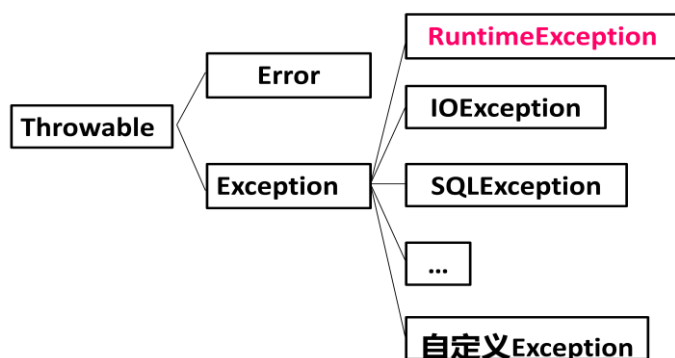 RuntimeException
Error
IOException
Throwable
Exception
SQLException
...
自定义Exception